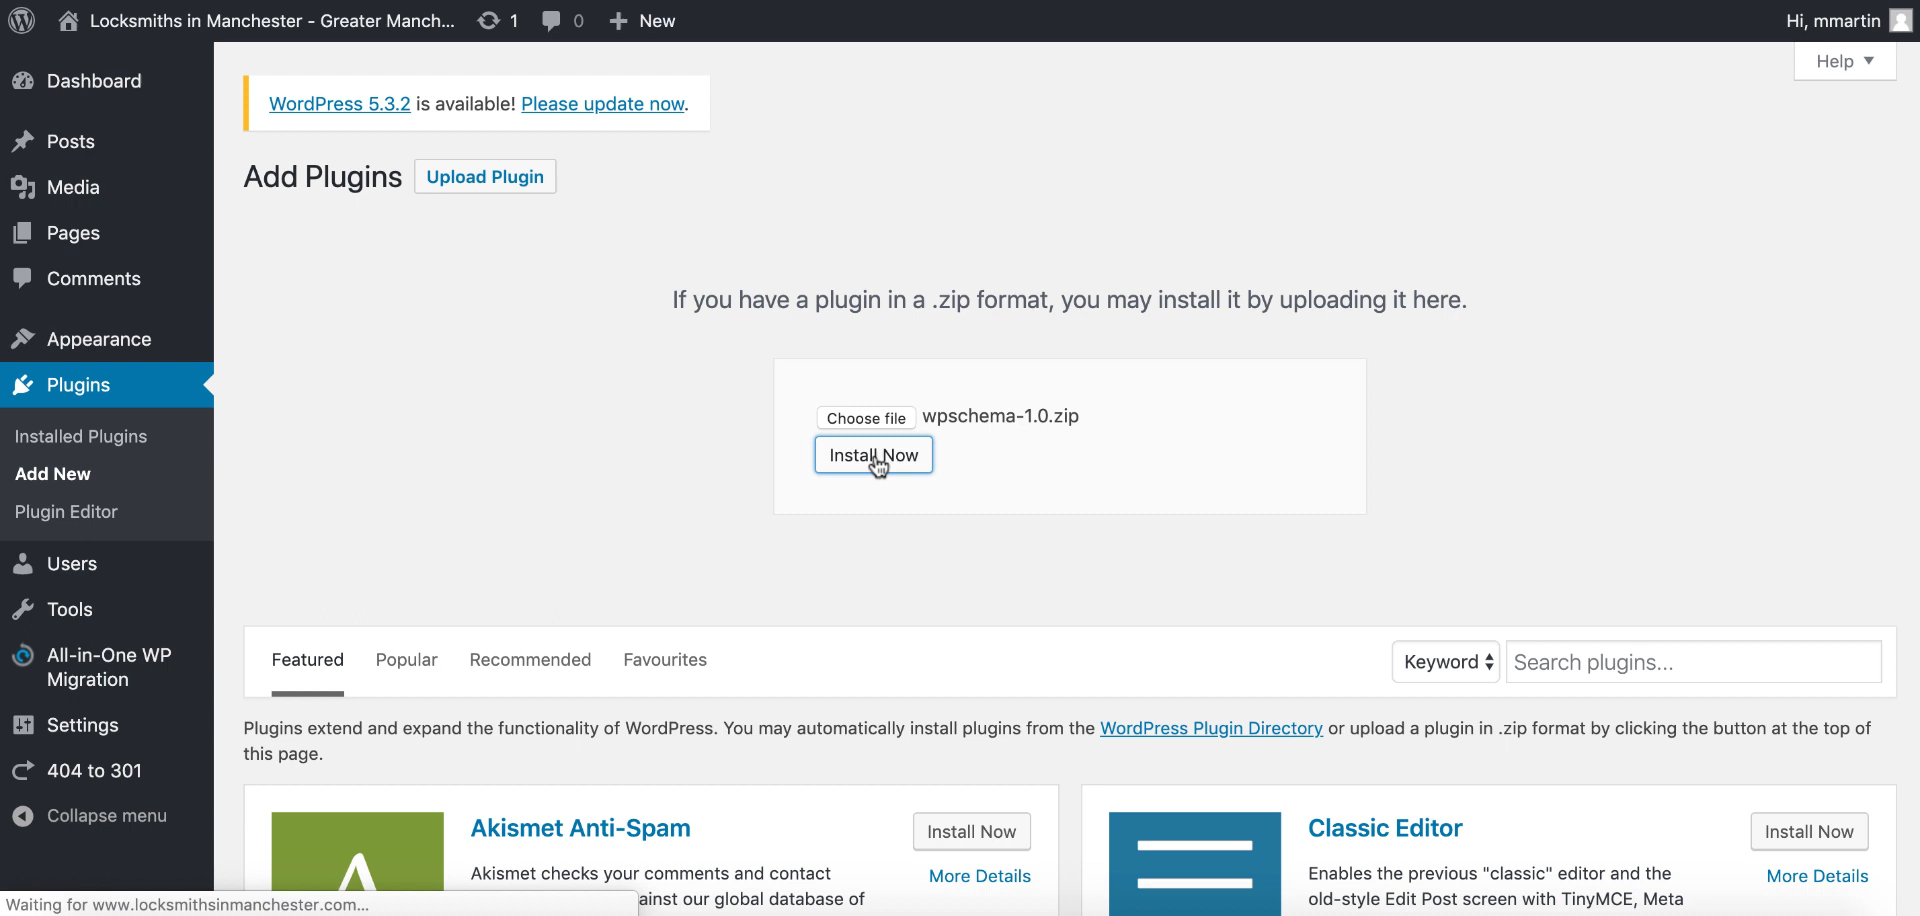 Locksmiths in Manchester - Greater Manch... 1 0 New Hi, mmartin
Help
Dashboard
Posts
Media
Pages
Comments
Appearance
Plugins
Installed Plugins
Add New
Plugin Editor
Users
Tools
All-in-One WP
Migration
Settings
404 to 301
Collapse menu
WordPress 5.3.2 is available! Please update now.
Add Plugins Upload Plugin
If you have a plugin in a .zip format, you may install it by uploading it here.
Choose file wpschema-1.0.zip
Install Now
Featured Popular Recommended Favourites Keyword Search plugins...
Plugins extend and expand the functionality of WordPress. You may automatically install plugins from the WordPress Plugin Directory or upload a plugin in .zip format by clicking the button at the top of
this page.
Akismet Anti-Spam Install Now
Akismet checks your comments and contact More Details
ainst our global database of
Classic Editor Install Now
Enables the previous "classic" editor and the More Details
old-style Edit Post screen with TinyMCE, Meta
Waiting for www.locksmithsinmanchester.com...